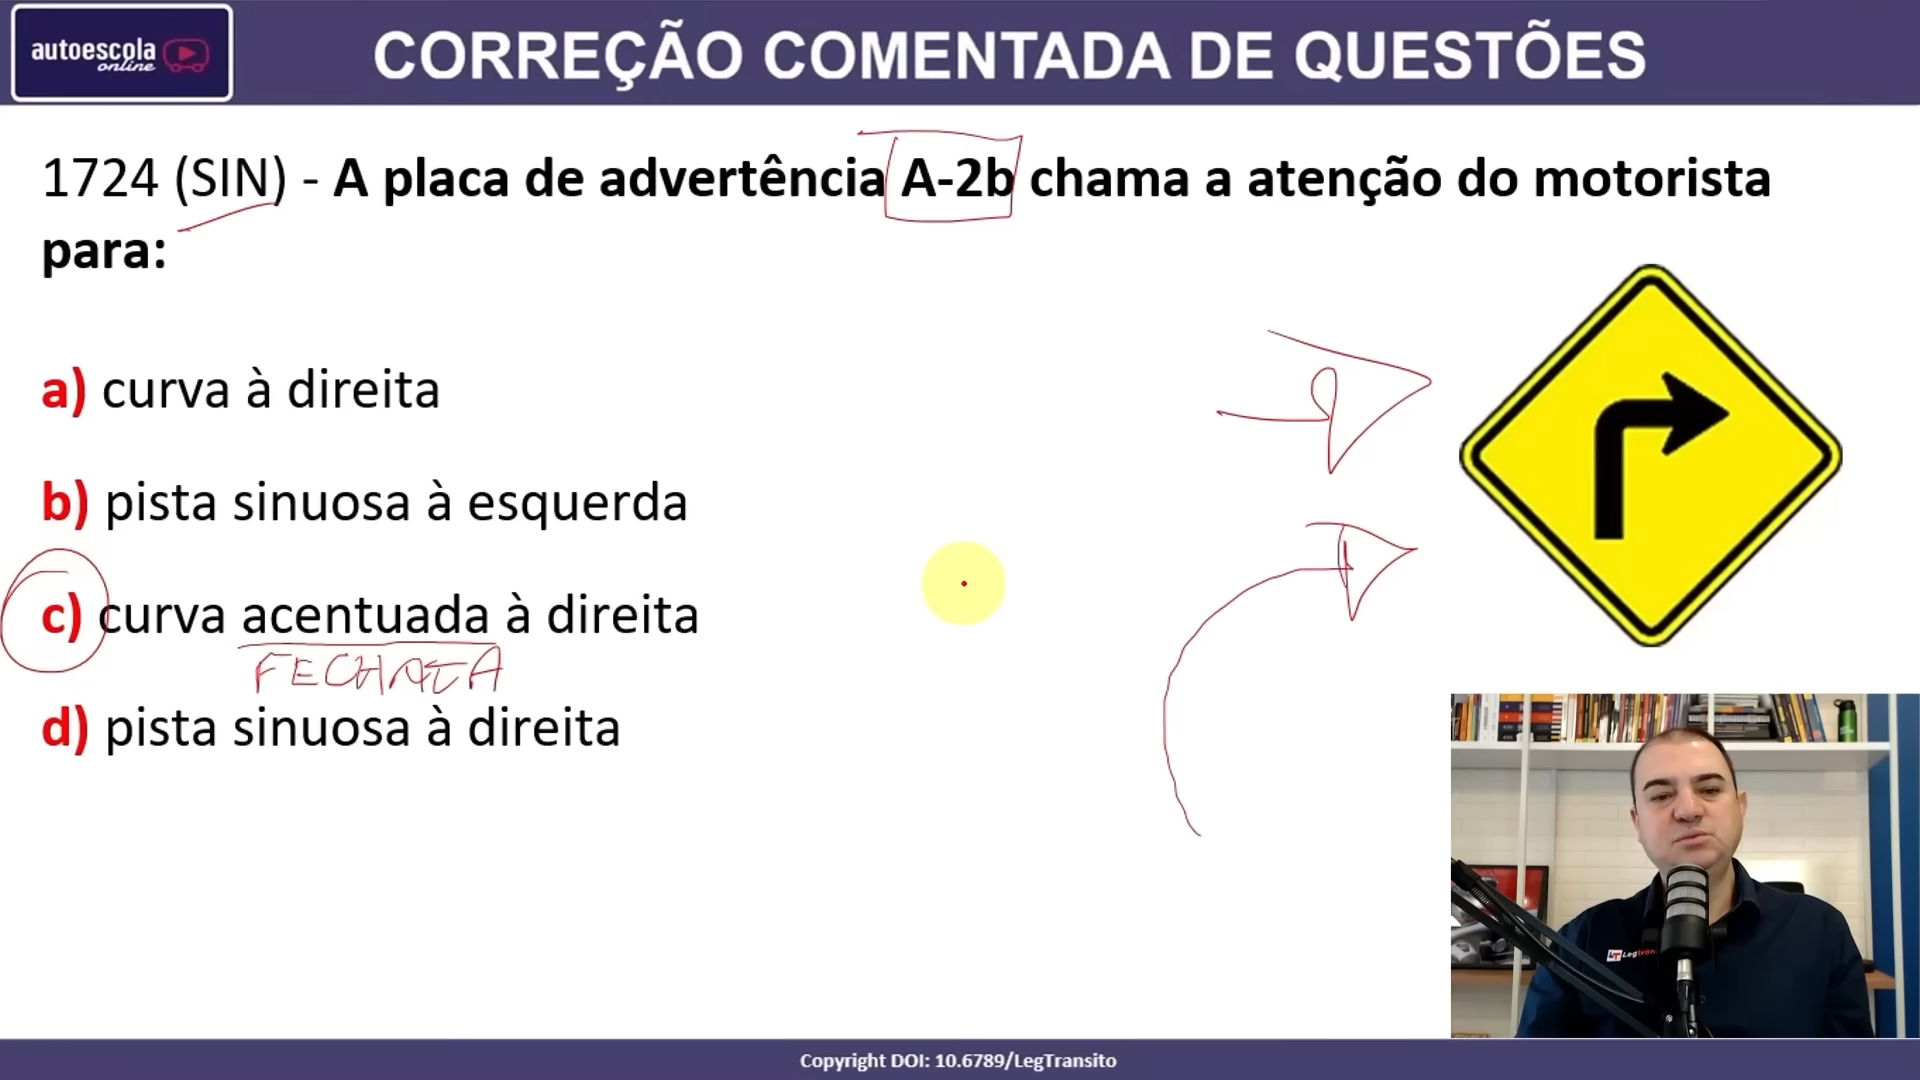 autoescola
online
CORREÇÃO COMENTADA DE QUESTÕES
1724 (SIN) - A placa de advertência A-2b chama a atenção do motorista
para:
a) curva à direita
b) pista sinuosa à esquerda
c) curva acentuada à direita
FECHADA
d) pista sinuosa à direita
Copyright DOI: 10.6789/LegTransito